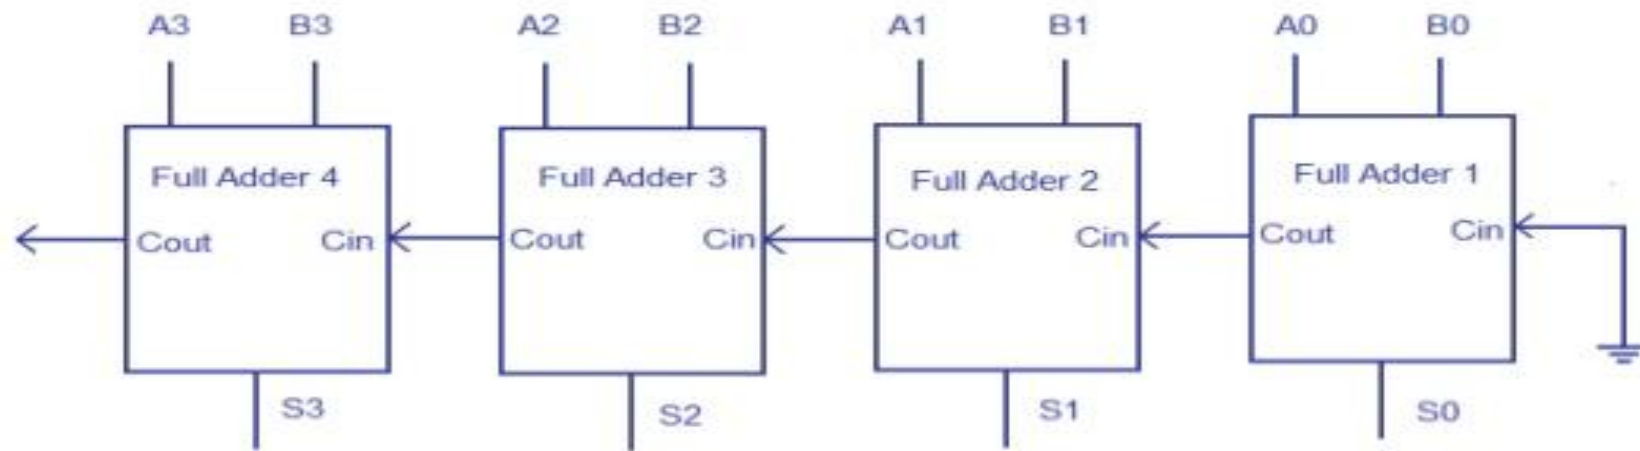 A3 B3 A2 B2 A1 B1 A0 B0
Full Adder 4 Full Adder 3 Full Adder 2 Full Adder 1
Cout Cin Cout Cin Cout Cin Cout Cin
S3 S2 S1 S0